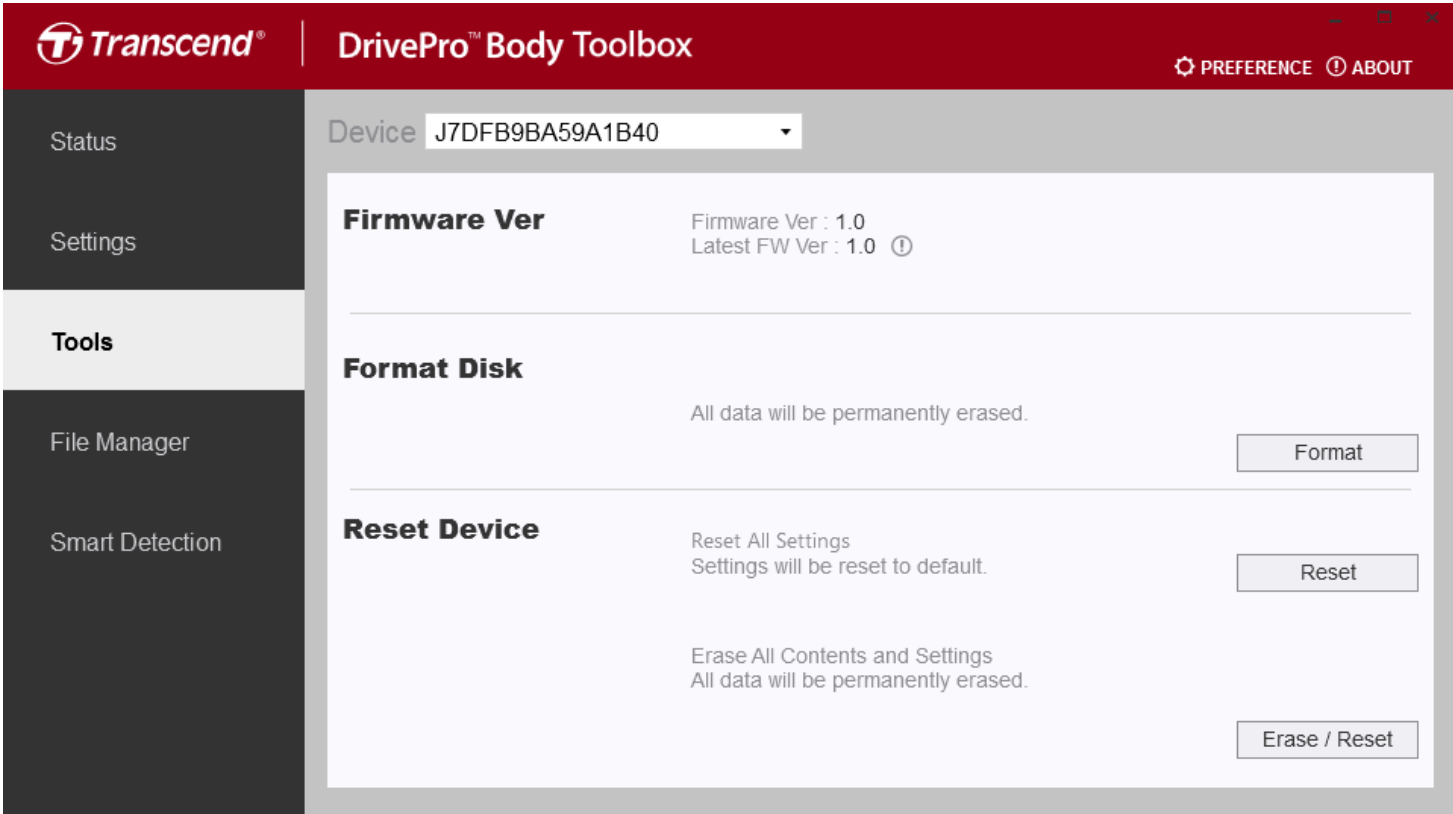 Transcend®
DrivePro™ Body Toolbox
PREFERENCE
ABOUT
Status
Settings
Tools
File Manager
Smart Detection
Device J7DFB9BA59A1B40
Firmware Ver
Firmware Ver : 1.0
Latest FW Ver : 1.0
Format Disk
All data will be permanently erased.
Format
Reset Device
Reset All Settings
Settings will be reset to default.
Reset
Erase All Contents and Settings
All data will be permanently erased.
Erase / Reset